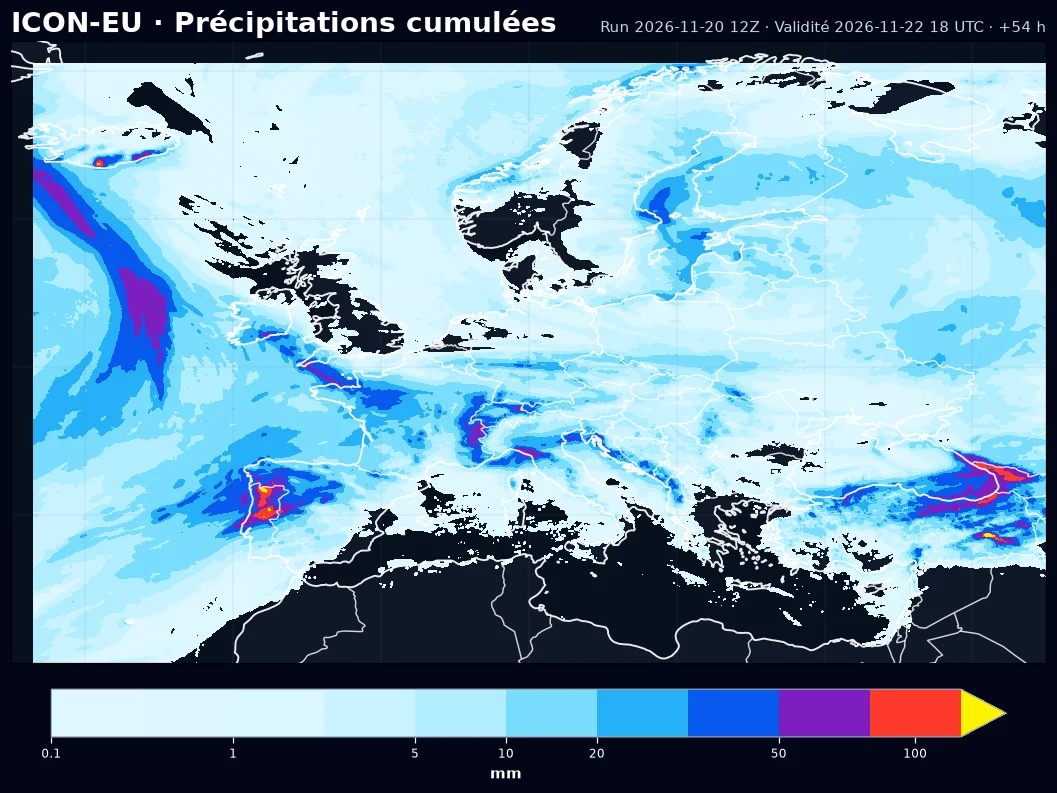 ICON-EU · Précipitations cumulées
Run 2026-11-20 12Z · Validité 2026-11-22 18 UTC · +54 h
0.1 1 5 10 20 50 100
mm